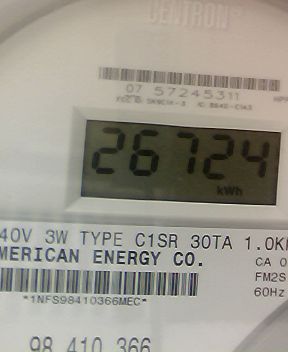 CENTRON
07 57245311
26724
kWh
40V 3W TYPE C1SR 30TA 1.0K
MERICAN ENERGY CO.
CA 0
FM2S
*1NFS98410366MEC*
60Hz
98 410 366